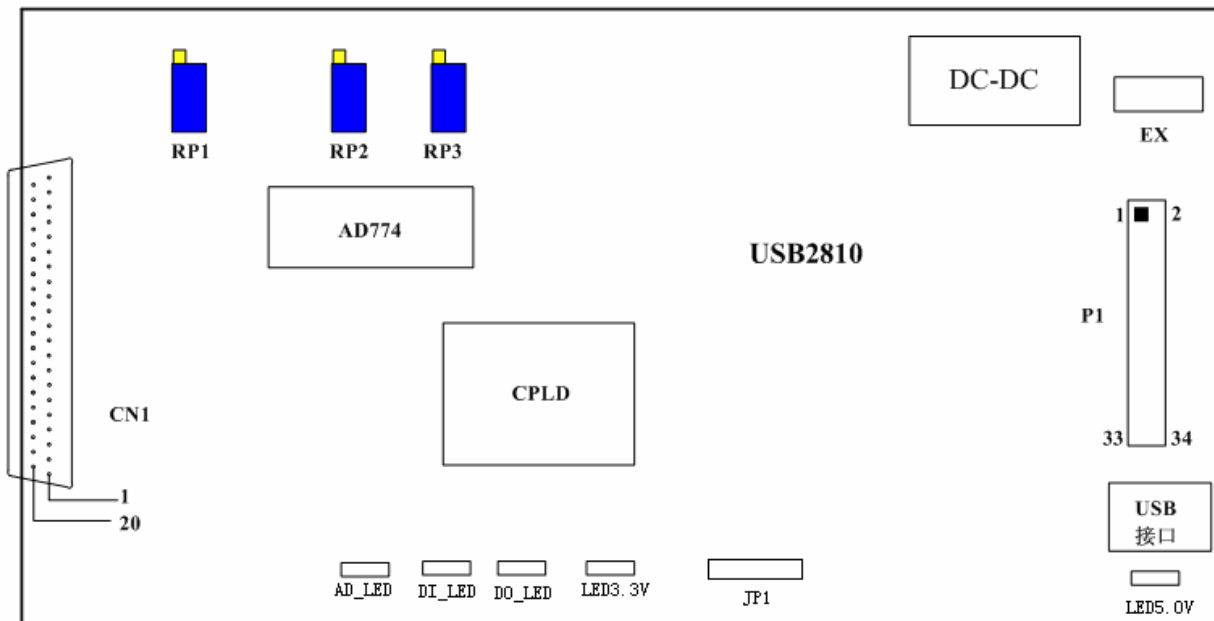 DC-DC
EX
RP1
RP2
RP3
1
2
AD774
USB2810
P1
CPLD
CN1
33
34
1
20
USB
接口
AD_LED
DI_LED
DO_LED
LED3.3V
JP1
LED5.0V